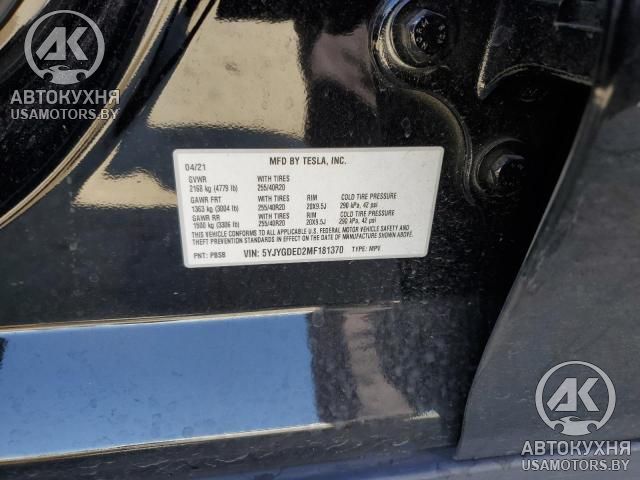 AK
АВТОКУХНЯ
USAMOTORS.BY
MFD BY TESLA, INC.
04/21
GVWR WITH TIRES
2168 kg (4779 lb) 255/40R20
GAWR FRT WITH TIRES RIM COLD TIRE PRESSURE
1363 kg (3004 lb) 255/40R20 20X9.5J 290 kPa, 42 psi
GAWR RR WITH TIRES RIM COLD TIRE PRESSURE
1500 kg (3306 lb) 255/40R20 20X9.5J 290 kPa, 42 psi
THIS VEHICLE CONFORMS TO ALL APPLICABLE U.S. FEDERAL MOTOR VEHICLE SAFETY
AND THEFT PREVENTION STANDARDS IN EFFECT ON THE DATE OF MANUFACTURE SHOWN ABOVE.
PNT: PBSB VIN: 5YJYGDED2MF181370 TYPE: MPV
AK
АВТОКУХНЯ
USAMOTORS.BY